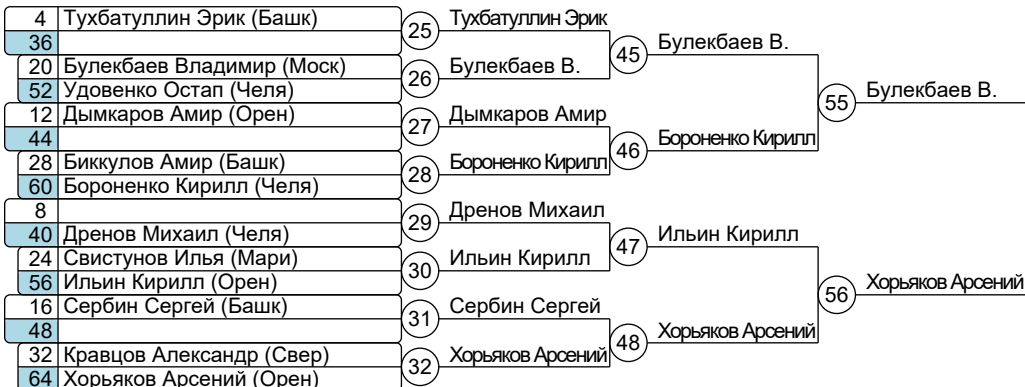 4 Тухбатуллин Эрик (Башк)
36
20 Булекбаев Владимир (Моск)
52 Удовенко Остап (Челя)
12 Дымкаров Амир (Орен)
44
28 Биккулов Амир (Башк)
60 Бороненко Кирилл (Челя)
8
40 Дренов Михаил (Челя)
24 Свистунов Илья (Мари)
56 Ильин Кирилл (Орен)
16 Сербин Сергей (Башк)
48
32 Кравцов Александр (Свер)
64 Хорьяков Арсений (Орен)
25 Тухбатуллин Эрик
26 Булекбаев В.
27 Дымкаров Амир
28 Бороненко Кирилл
29 Дренов Михаил
30 Ильин Кирилл
31 Сербин Сергей
32 Хорьяков Арсений
45 Булекбаев В.
46 Бороненко Кирилл
47 Ильин Кирилл
48 Хорьяков Арсений
55 Булекбаев В.
56 Хорьяков Арсений